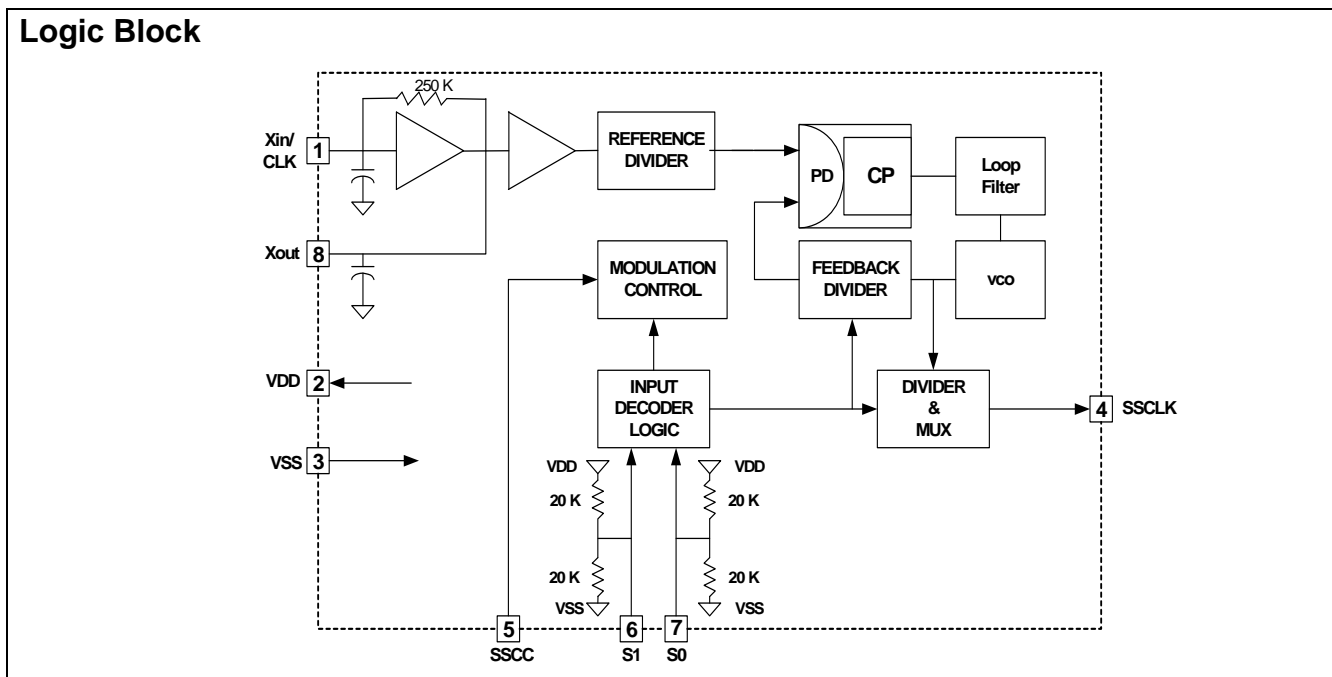 Logic Block
250 K
Xin/
CLK
1
REFERENCE
DIVIDER
PD
CP
Loop
Filter
Xout
8
MODULATION
CONTROL
FEEDBACK
DIVIDER
vco
VDD
2
INPUT
DECODER
LOGIC
DIVIDER
&
MUX
4
SSCLK
VSS
3
VDD
VDD
20 K
20 K
20 K
20 K
VSS
VSS
5
6
7
SSCC
S1
S0